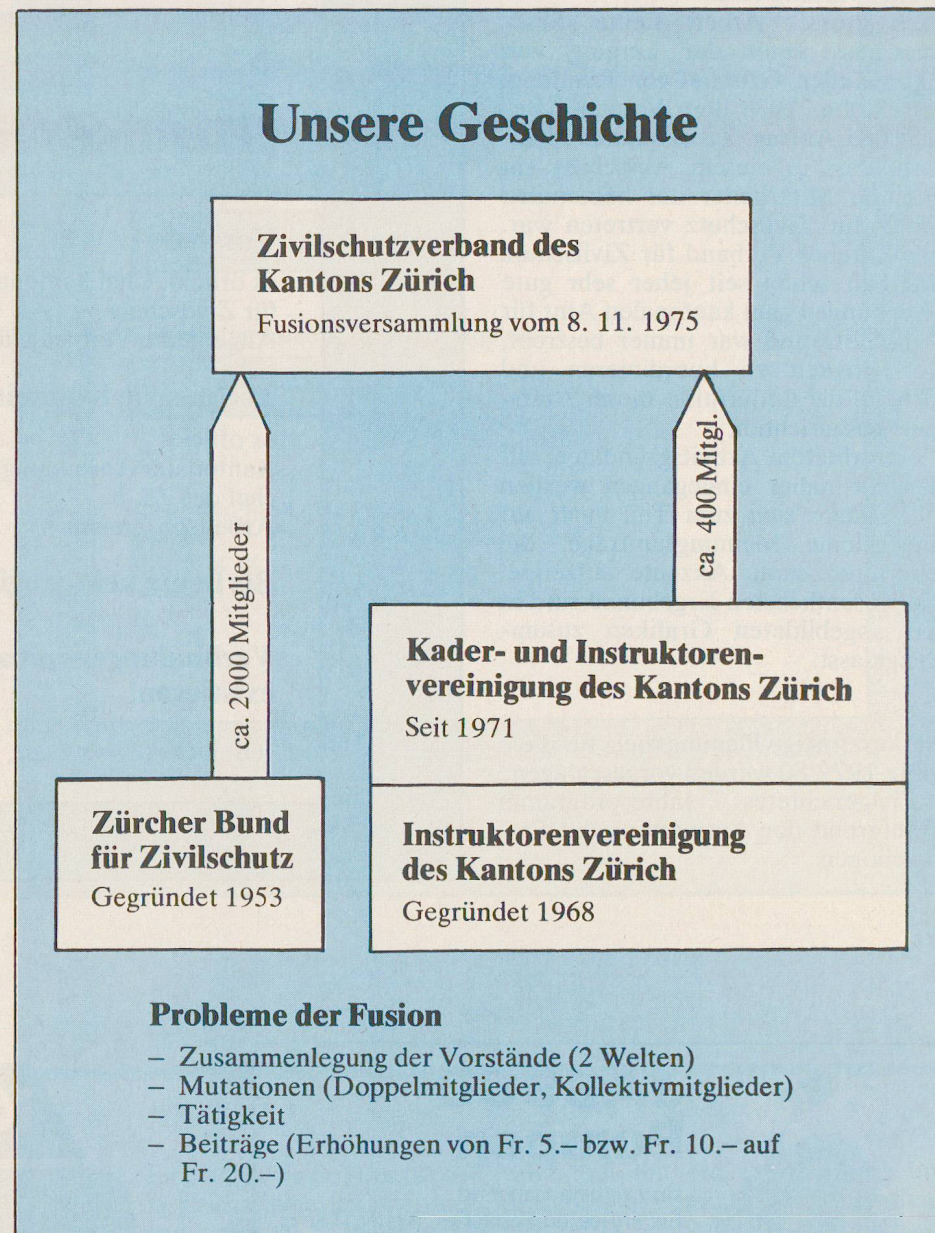 Unsere Geschichte
Zivilschutzverband des
Kantons Zürich
Fusionsversammlung vom 8. 11. 1975
ca. 2000 Mitglieder
ca. 400 Mitgl.
Kader- und Instruktoren-
vereinigung des Kantons Zürich
Seit 1971
Zürcher Bund
für Zivilschutz
Gegründet 1953
Instruktorenvereinigung
des Kantons Zürich
Gegründet 1968
Probleme der Fusion
– Zusammenlegung der Vorstände (2 Welten)
– Mutationen (Doppelmitglieder, Kollektivmitglieder)
– Tätigkeit
– Beiträge (Erhöhungen von Fr. 5.– bzw. Fr. 10.– auf
Fr. 20.–)